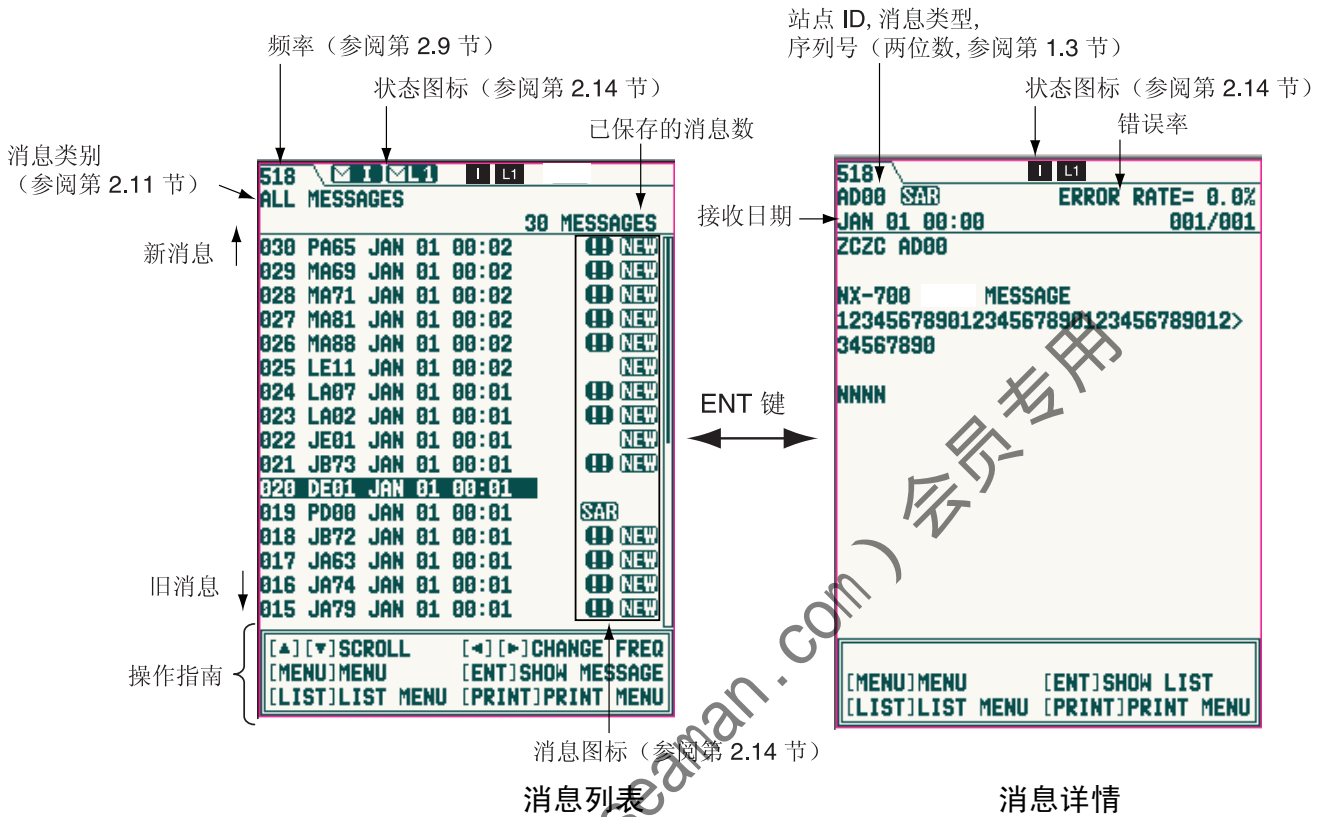 站点 ID, 消息类型,
序列号（两位数, 参阅第 1.3 节）
频率（参阅第 2.9 节）
状态图标（参阅第 2.14 节）
状态图标（参阅第 2.14 节）
已保存的消息数
错误率
消息类别
（参阅第 2.11 节）
接收日期
新消息
旧消息
操作指南
518 I L1 I L1
ALL MESSAGES
30 MESSAGES
030 PA65 JAN 01 00:02 !! NEW
029 MA69 JAN 01 00:02 !! NEW
028 MA71 JAN 01 00:02 !! NEW
027 MA81 JAN 01 00:02 !! NEW
026 MA88 JAN 01 00:02 !! NEW
025 LE11 JAN 01 00:02 NEW
024 LA07 JAN 01 00:01 !! NEW
023 LA02 JAN 01 00:01 !! NEW
022 JE01 JAN 01 00:01 NEW
021 JB73 JAN 01 00:01 !! NEW
020 DE01 JAN 01 00:01
019 PD00 JAN 01 00:01 SAR
018 JB72 JAN 01 00:01 !! NEW
017 JA63 JAN 01 00:01 !! NEW
016 JA74 JAN 01 00:01 !! NEW
015 JA79 JAN 01 00:01 !! NEW
[▲][▼]SCROLL [◄][►]CHANGE FREQ
[MENU]MENU [ENT]SHOW MESSAGE
[LIST]LIST MENU [PRINT]PRINT MENU
消息图标（参阅第 2.14 节）
消息列表
ENT 键
518 I L1
AD00 SAR ERROR RATE= 0.0%
JAN 01 00:00 001/001
ZCZC AD00
NX-700 MESSAGE
12345678901234567890123456789012>
34567890
NNNN
[MENU]MENU [ENT]SHOW LIST
[LIST]LIST MENU [PRINT]PRINT MENU
消息详情
seaman.com）会员专用